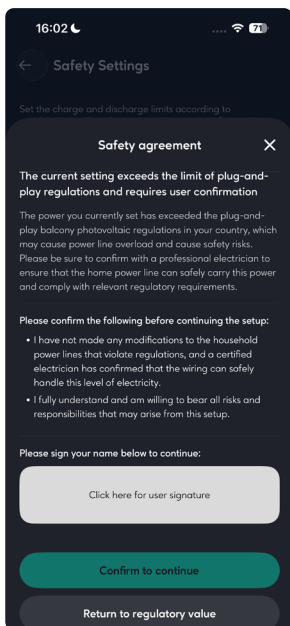 16:02
71
Safety Settings
Set the charge and discharge limits according to
Safety agreement
The current setting exceeds the limit of plug-and-
play regulations and requires user confirmation
The power you currently set has exceeded the plug-and-
play balcony photovoltaic regulations in your country, which
may cause power line overload and cause safety risks.
Please be sure to confirm with a professional electrician to
ensure that the home power line can safely carry this power
and comply with relevant regulatory requirements.
Please confirm the following before continuing the setup:
• I have not made any modifications to the household
power lines that violate regulations, and a certified
electrician has confirmed that the wiring can safely
handle this level of electricity.
• I fully understand and am willing to bear all risks and
responsibilities that may arise from this setup.
Please sign your name below to continue:
Click here for user signature
Confirm to continue
Return to regulatory value